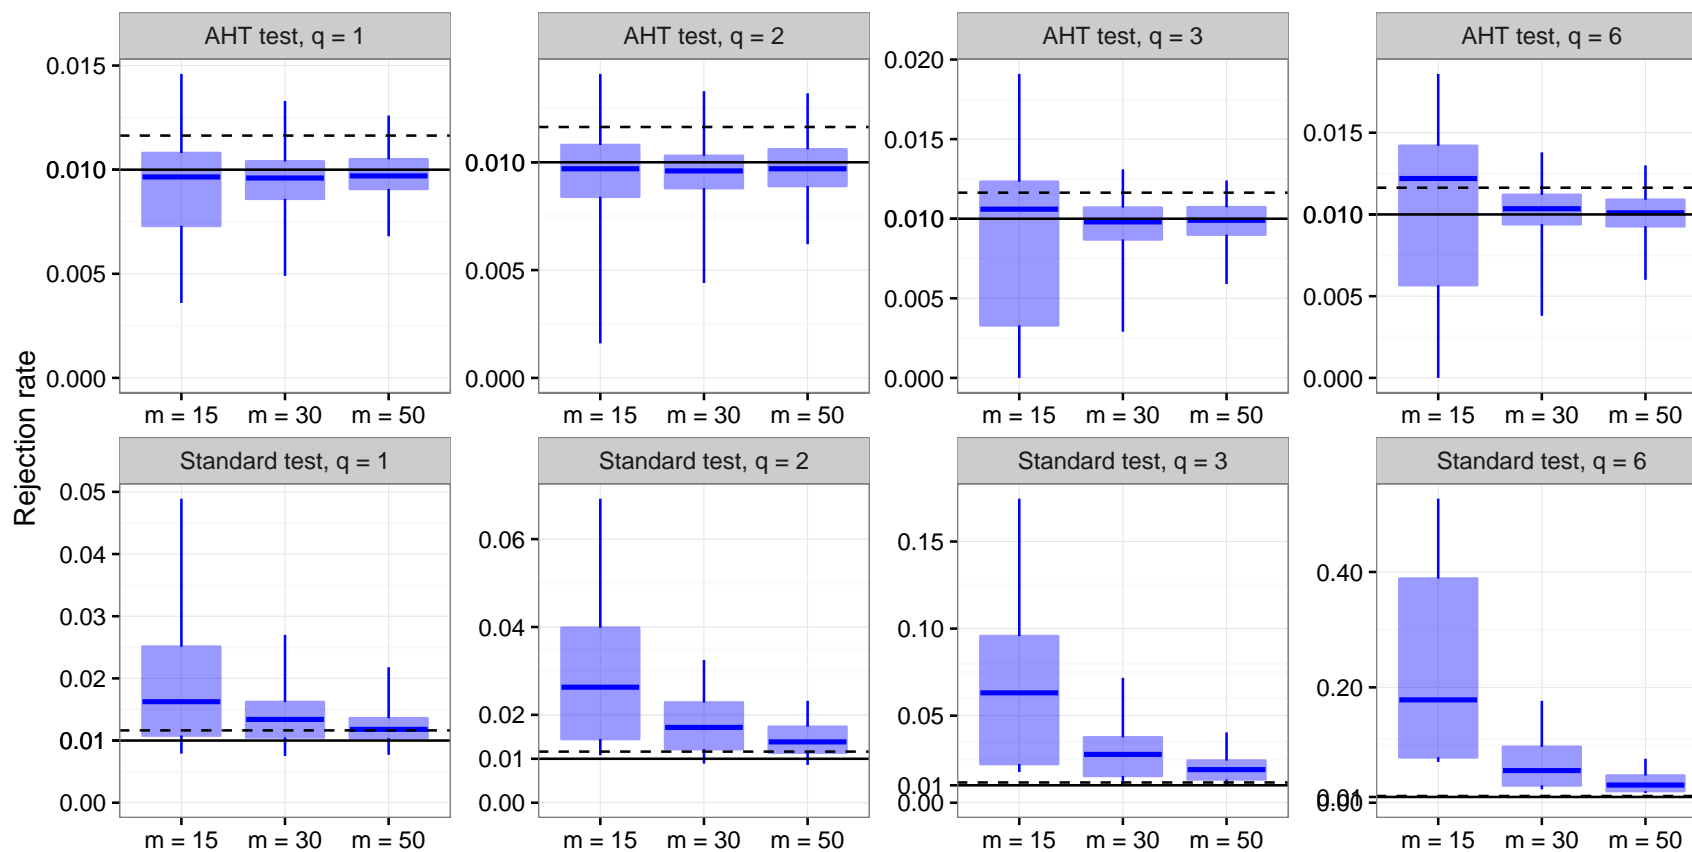 AHT test, q = 1
AHT test, q = 2
AHT test, q = 3
AHT test, q = 6
0.015
0.010
0.005
0.000
0.010
0.005
0.000
0.020
0.015
0.010
0.005
0.000
0.015
0.010
0.005
0.000
m = 15 m = 30 m = 50
m = 15 m = 30 m = 50
m = 15 m = 30 m = 50
m = 15 m = 30 m = 50
Rejection rate
Standard test, q = 1
Standard test, q = 2
Standard test, q = 3
Standard test, q = 6
0.05
0.04
0.03
0.02
0.01
0.00
0.06
0.04
0.02
0.01
0.00
0.15
0.10
0.05
0.01
0.00
0.40
0.20
0.01
0.00
m = 15 m = 30 m = 50
m = 15 m = 30 m = 50
m = 15 m = 30 m = 50
m = 15 m = 30 m = 50